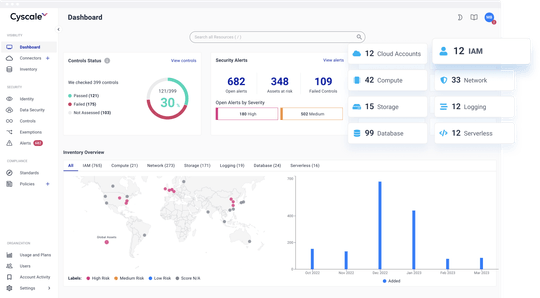 Cyscale
Dashboard
Search all Resources ( / )
VISIBILITY
Dashboard
Connectors +
Inventory
SECURITY
Identity
Data Security
Controls
Exemptions
Alerts
COMPLIANCE
Standards
Policies +
ORGANIZATION
Usage and Plans
Users
Account Activity
Settings
Controls Status
View controls
We checked 399 controls
Passed (121)
Failed (175)
Not Assessed (103)
121/399
30 %
Security Alerts
View alerts
682
Open alerts
348
Assets at risk
109
Failed Controls
Open Alerts by Severity
180 High
502 Medium
12 Cloud Accounts
12 IAM
42 Compute
33 Network
15 Storage
12 Logging
99 Database
12 Serverless
Inventory Overview
All
IAM (763)
Compute (21)
Network (273)
Storage (171)
Logging (19)
Database (24)
Serverless (16)
Global Assets
Labels:
High Risk
Medium Risk
Low Risk
Score N/A
400
200
0
Oct 2022
Nov 2022
Dec 2022
Jan 2023
Feb 2023
Mar 2023
Added